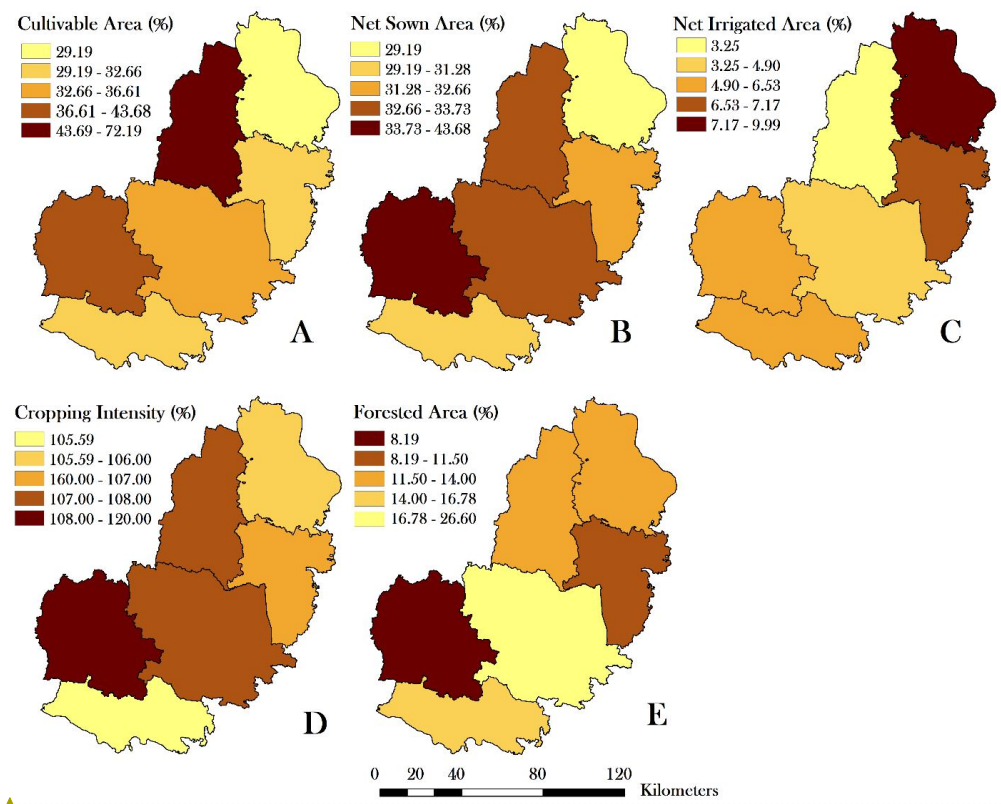 Cultivable Area (%)
29.19
29.19 - 32.66
32.66 - 36.61
36.61 - 43.68
43.69 - 72.19
A
Net Sown Area (%)
29.19
29.19 - 31.28
31.28 - 32.66
32.66 - 33.73
33.73 - 43.68
B
Net Irrigated Area (%)
3.25
3.25 - 4.90
4.90 - 6.53
6.53 - 7.17
7.17 - 9.99
C
Cropping Intensity (%)
105.59
105.59 - 106.00
160.00 - 107.00
107.00 - 108.00
108.00 - 120.00
D
Forested Area (%)
8.19
8.19 - 11.50
11.50 - 14.00
14.00 - 16.78
16.78 - 26.60
E
0 20 40 80 120
Kilometers